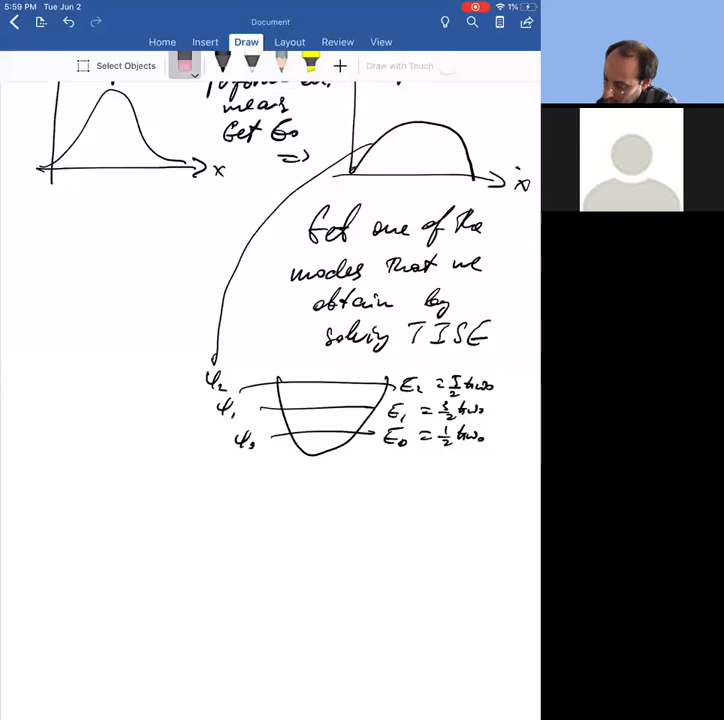 5:59 PM Tue Jun 2
1%
Document
Home Insert Draw Layout Review View
Select Objects
Draw with Touch
meas
Get E0
=>
x
x
Get one of the
modes that we
obtain by
solving TISE
ψ2 E2 = 5/2 ħω0
ψ1 E1 = 3/2 ħω0
ψ0 E0 = 1/2 ħω0